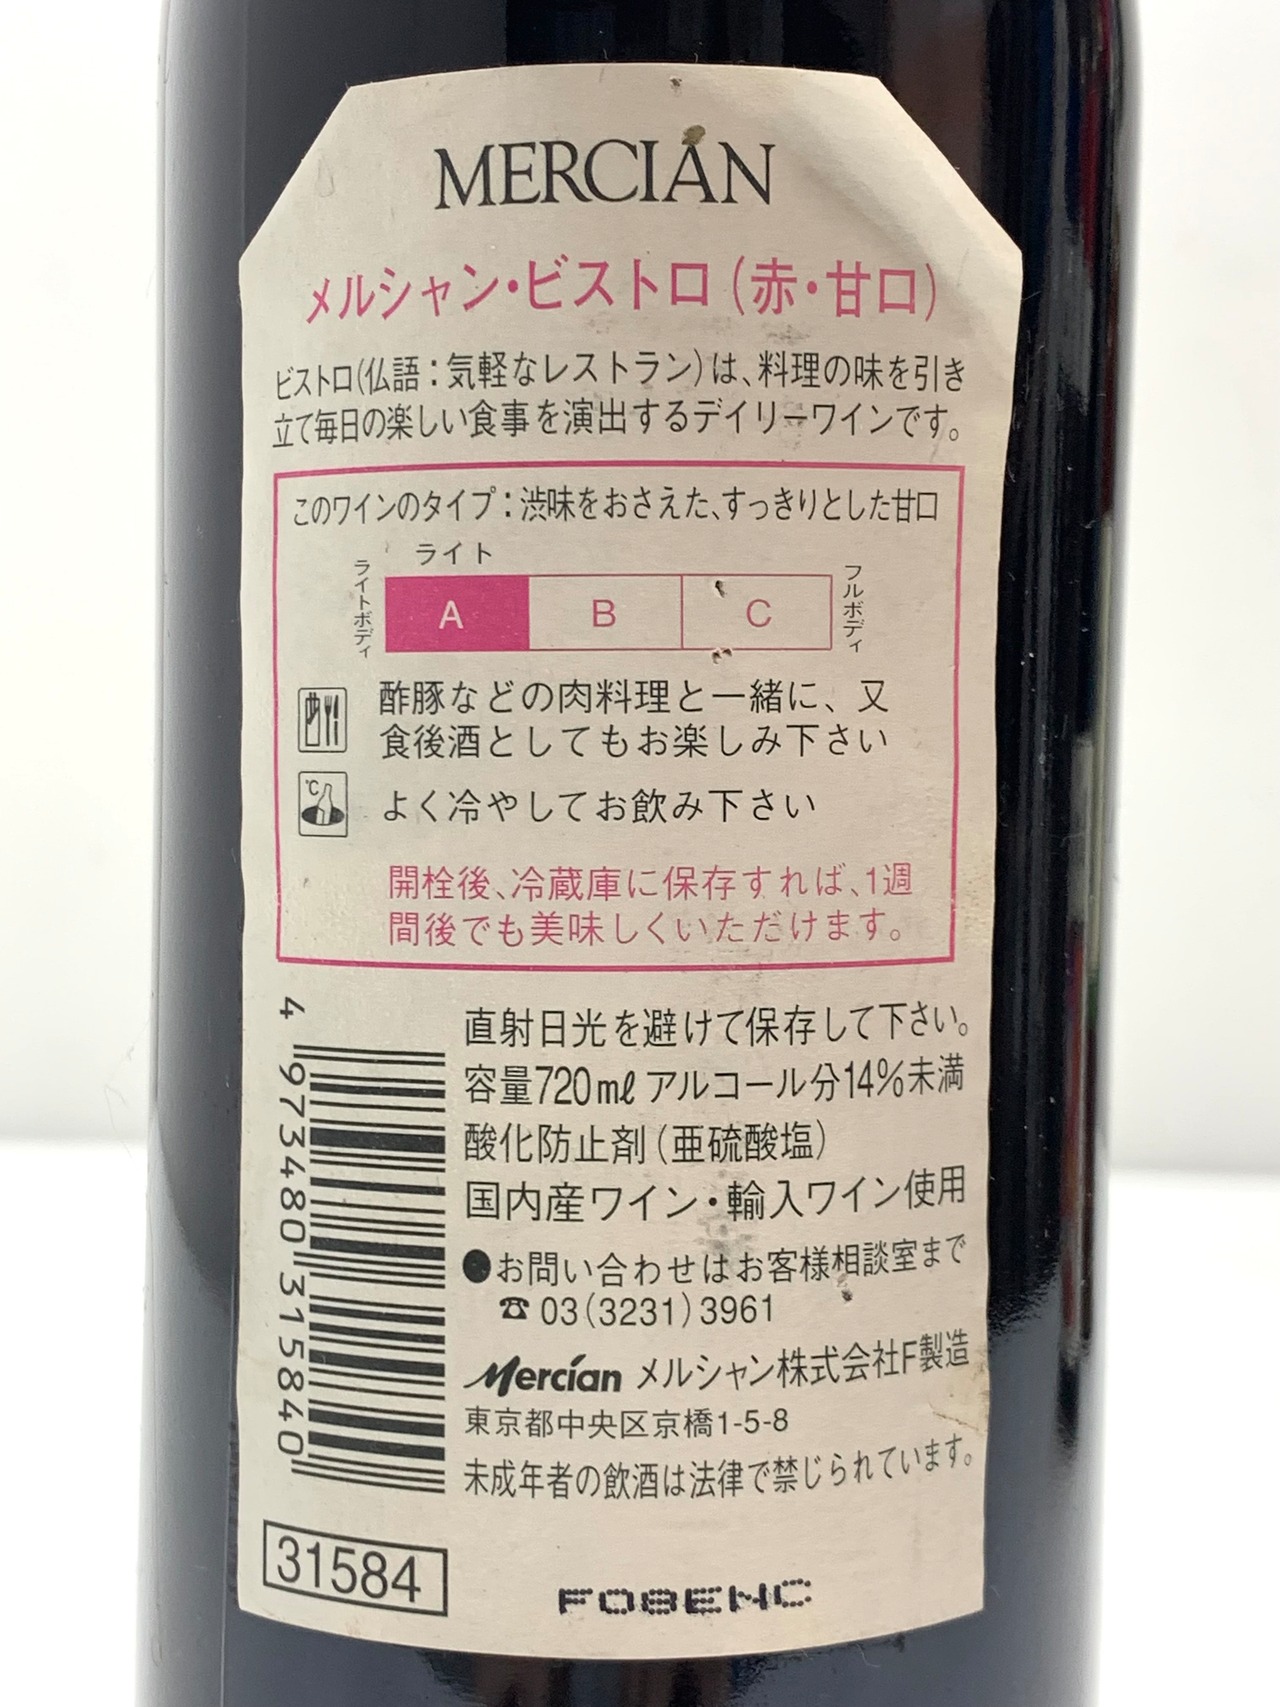 MERCIAN
メルシャン・ビストロ(赤・甘口)
ビストロ(仏語:気軽なレストラン)は、料理の味を引き
立て毎日の楽しい食事を演出するデイリーワインです。
このワインのタイプ:渋味をおさえた、すっきりとした甘口
ライト
ライトボディ
A
B
C
フルボディ
酢豚などの肉料理と一緒に、又
食後酒としてもお楽しみ下さい
℃
よく冷やしてお飲み下さい
開栓後、冷蔵庫に保存すれば、1週
間後でも美味しくいただけます。
直射日光を避けて保存して下さい。
容量720mℓ アルコール分14%未満
酸化防止剤(亜硫酸塩)
国内産ワイン・輸入ワイン使用
●お問い合わせはお客様相談室まで
☎ 03(3231)3961
Mercian メルシャン株式会社F製造
東京都中央区京橋1-5-8
未成年者の飲酒は法律で禁じられています。
4 973480 315840
31584
F08ENC